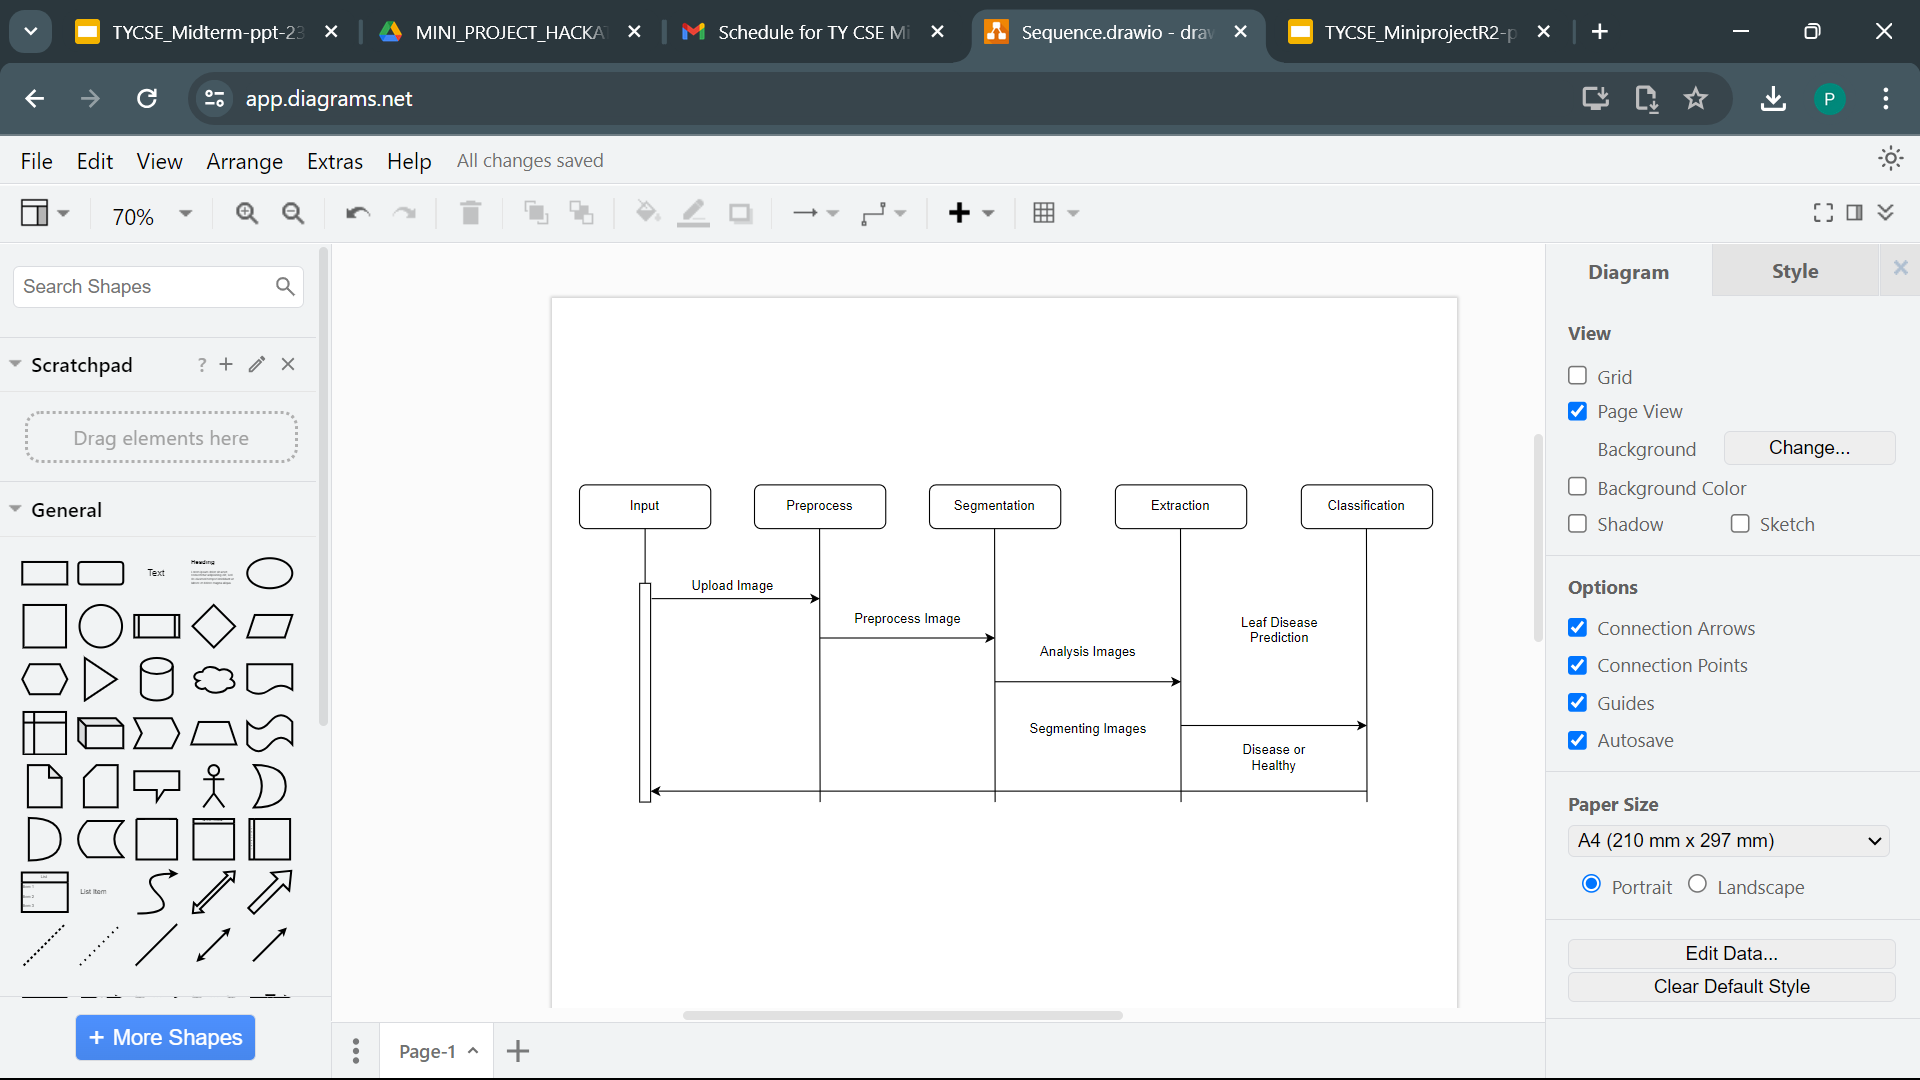 TYCSE_Midterm-ppt-23
MINI_PROJECT_HACKA
Schedule for TY CSE Mi
Sequence.drawio - draw
TYCSE_MiniprojectR2-p
app.diagrams.net
P
File Edit View Arrange Extras Help All changes saved
70%
Search Shapes
Scratchpad
?
Drag elements here
General
Text
Heading
List Item
+ More Shapes
Input
Preprocess
Segmentation
Extraction
Classification
Upload Image
Preprocess Image
Analysis Images
Leaf Disease
Prediction
Segmenting Images
Disease or
Healthy
Page-1
Diagram
Style
View
Grid
Page View
Background
Change...
Background Color
Shadow
Sketch
Options
Connection Arrows
Connection Points
Guides
Autosave
Paper Size
A4 (210 mm x 297 mm)
Portrait
Landscape
Edit Data...
Clear Default Style